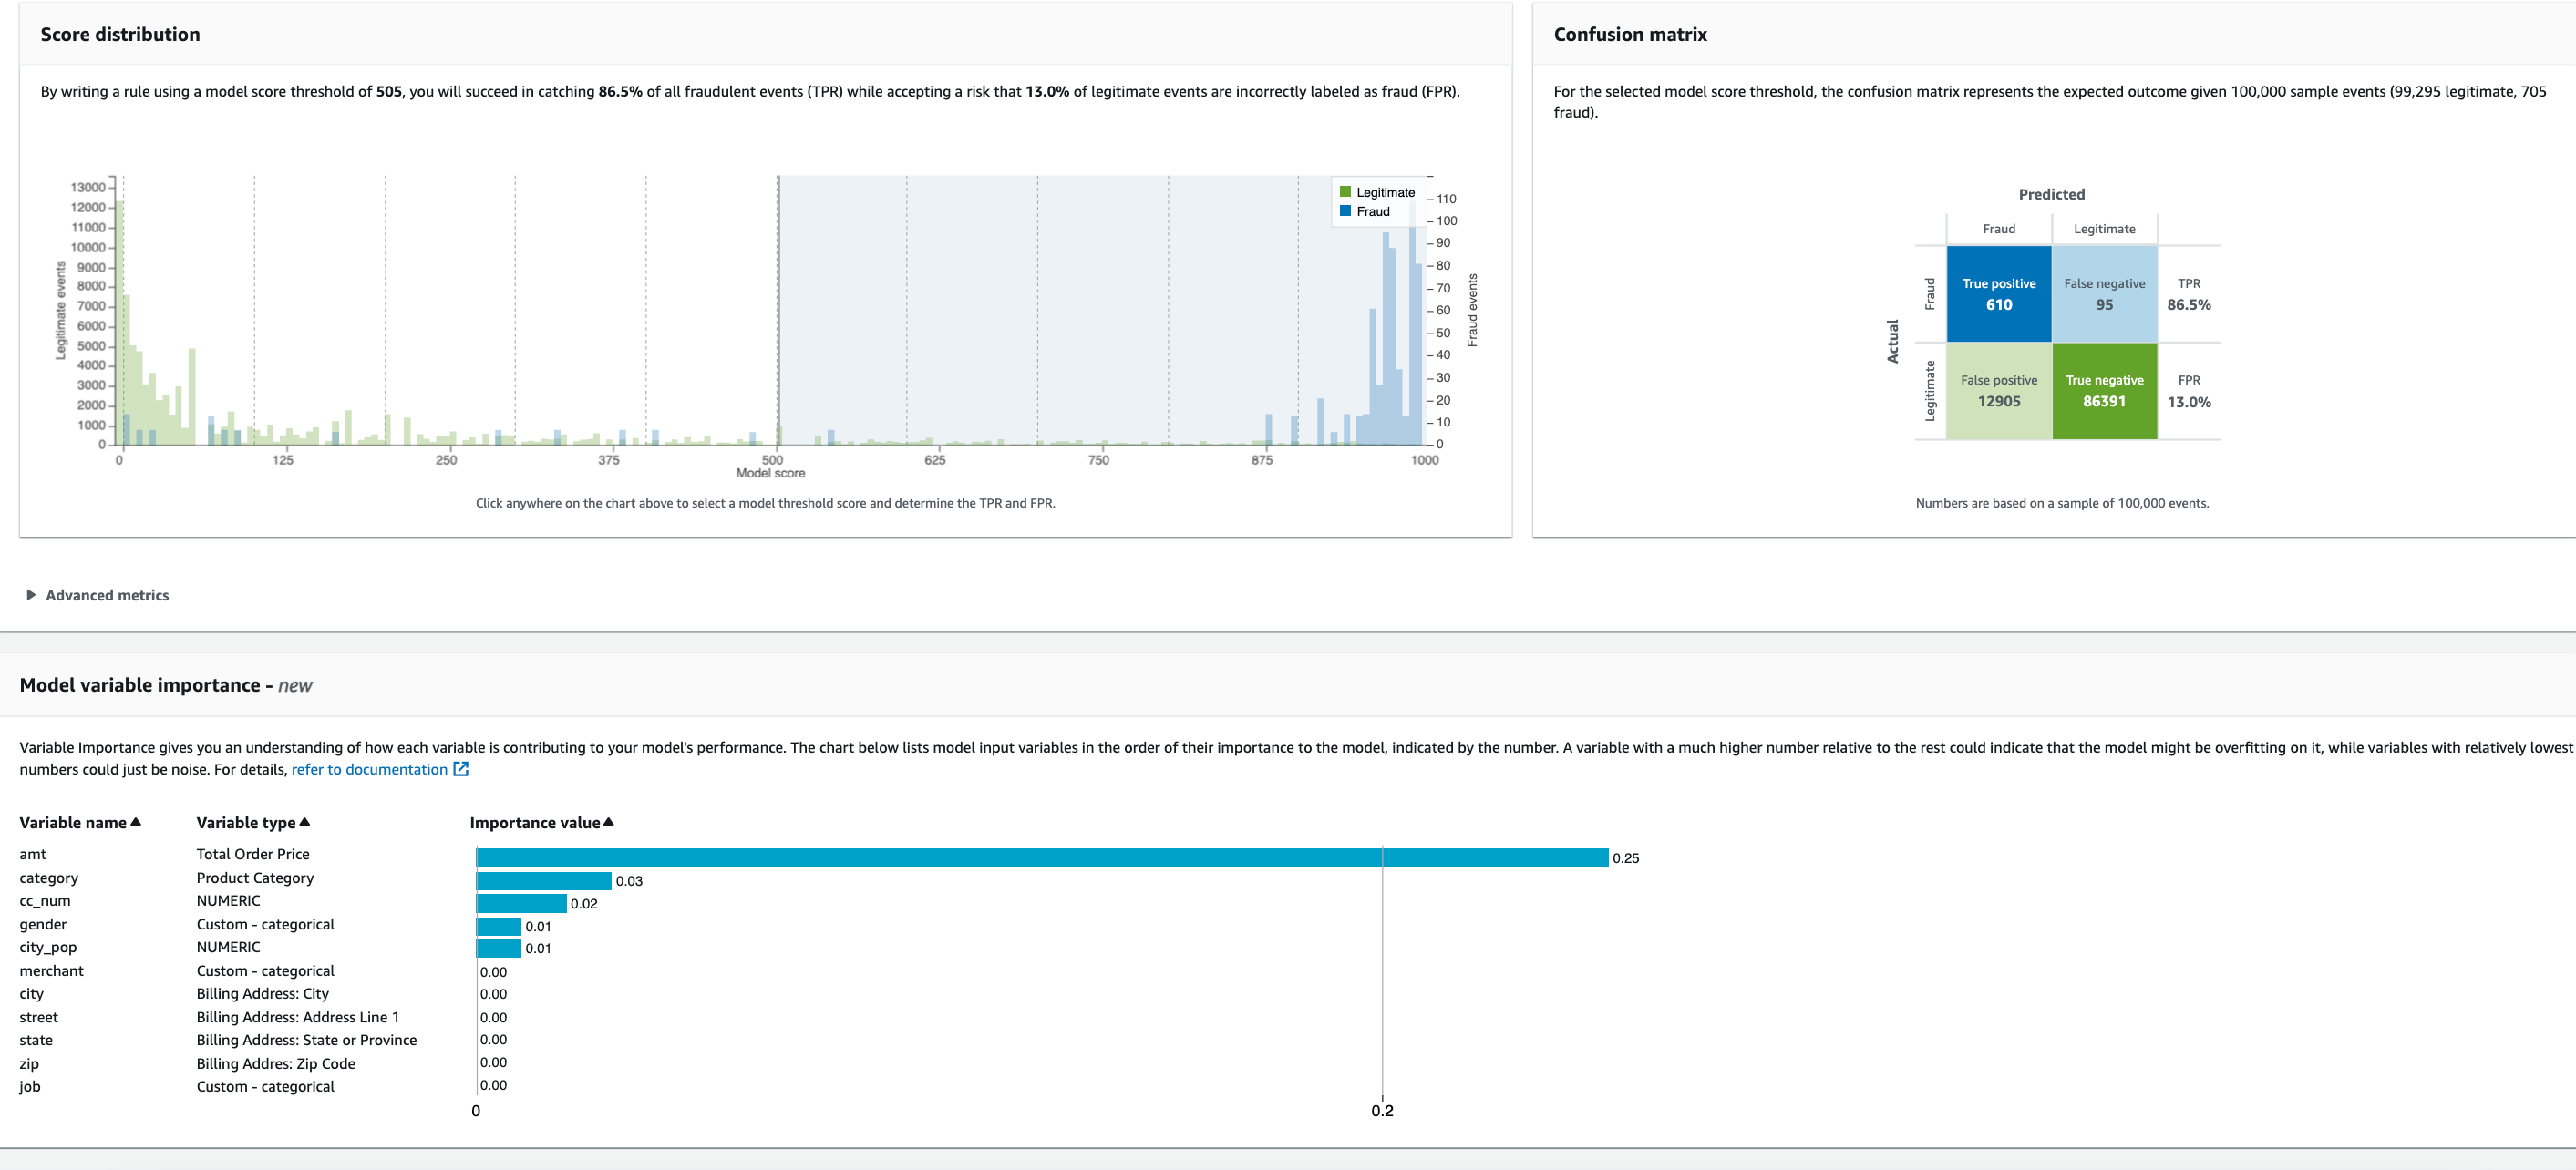 Score distribution
By writing a rule using a model score threshold of 505, you will succeed in catching 86.5% of all fraudulent events (TPR) while accepting a risk that 13.0% of legitimate events are incorrectly labeled as fraud (FPR).
Legitimate events
13000
12000
11000
10000
9000
8000
7000
6000
5000
4000
3000
2000
1000
0
Legitimate
Fraud
110
100
90
80
70
60
50
40
30
20
10
0
Fraud events
0 125 250 375 500 625 750 875 1000
Model score
Click anywhere on the chart above to select a model threshold score and determine the TPR and FPR.
Confusion matrix
For the selected model score threshold, the confusion matrix represents the expected outcome given 100,000 sample events (99,295 legitimate, 705
fraud).
Predicted
Fraud Legitimate
Actual
Fraud
True positive False negative TPR
610 95 86.5%
Legitimate
False positive True negative FPR
12905 86391 13.0%
Numbers are based on a sample of 100,000 events.
Advanced metrics
Model variable importance - new
Variable Importance gives you an understanding of how each variable is contributing to your model's performance. The chart below lists model input variables in the order of their importance to the model, indicated by the number. A variable with a much higher number relative to the rest could indicate that the model might be overfitting on it, while variables with relatively lowest
numbers could just be noise. For details, refer to documentation
Variable name Variable type Importance value
amt Total Order Price 0.25
category Product Category 0.03
cc_num NUMERIC 0.02
gender Custom - categorical 0.01
city_pop NUMERIC 0.01
merchant Custom - categorical 0.00
city Billing Address: City 0.00
street Billing Address: Address Line 1 0.00
state Billing Address: State or Province 0.00
zip Billing Addres: Zip Code 0.00
job Custom - categorical 0.00
0 0.2